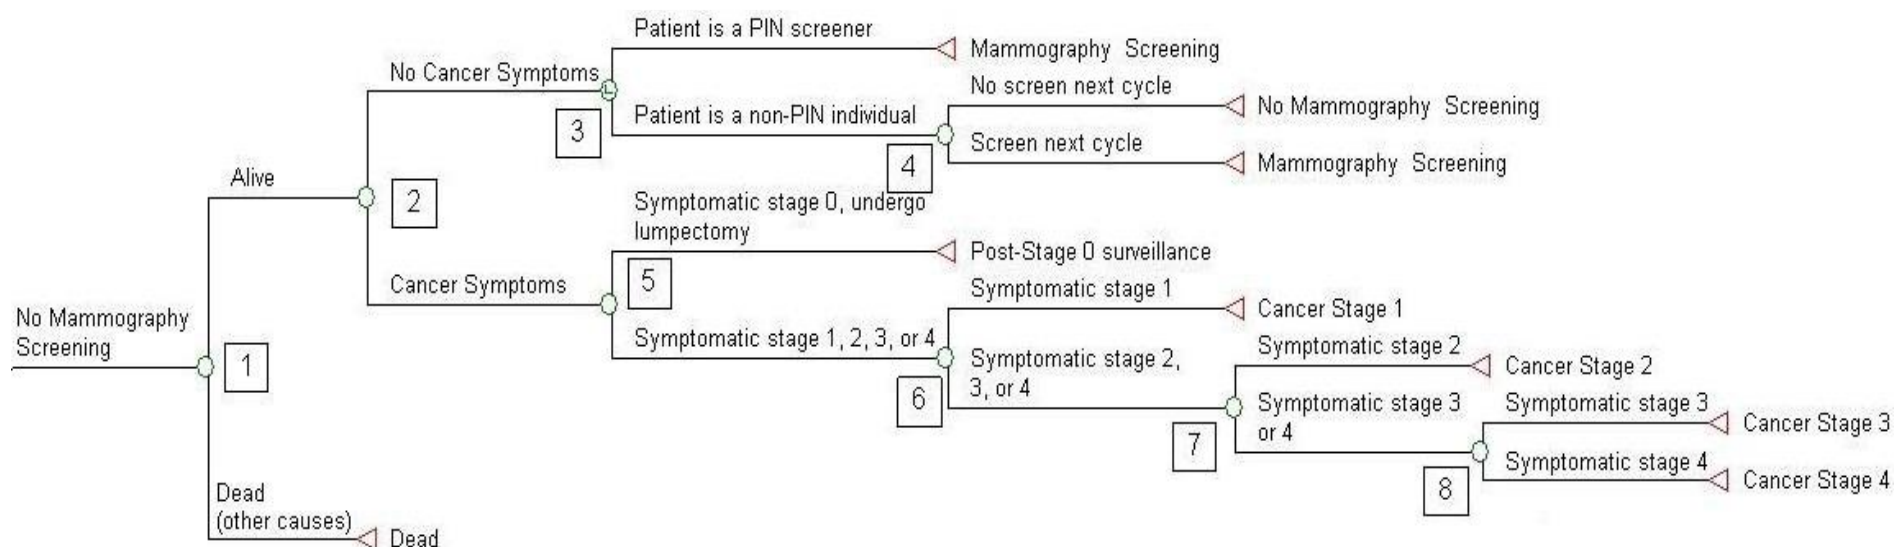 Patient is a PIN screener
Mammography Screening
No Cancer Symptoms
No screen next cycle
No Mammography Screening
3
Patient is a non-PIN individual
4
Screen next cycle
Mammography Screening
Alive
2
Symptomatic stage 0, undergo
lumpectomy
Post-Stage 0 surveillance
Cancer Symptoms
5
Symptomatic stage 1
Cancer Stage 1
No Mammography
Screening
1
Symptomatic stage 1, 2, 3, or 4
6
Symptomatic stage 2,
3, or 4
Symptomatic stage 2
Cancer Stage 2
7
Symptomatic stage 3
or 4
Symptomatic stage 3
Cancer Stage 3
8
Symptomatic stage 4
Cancer Stage 4
Dead
(other causes)
Dead